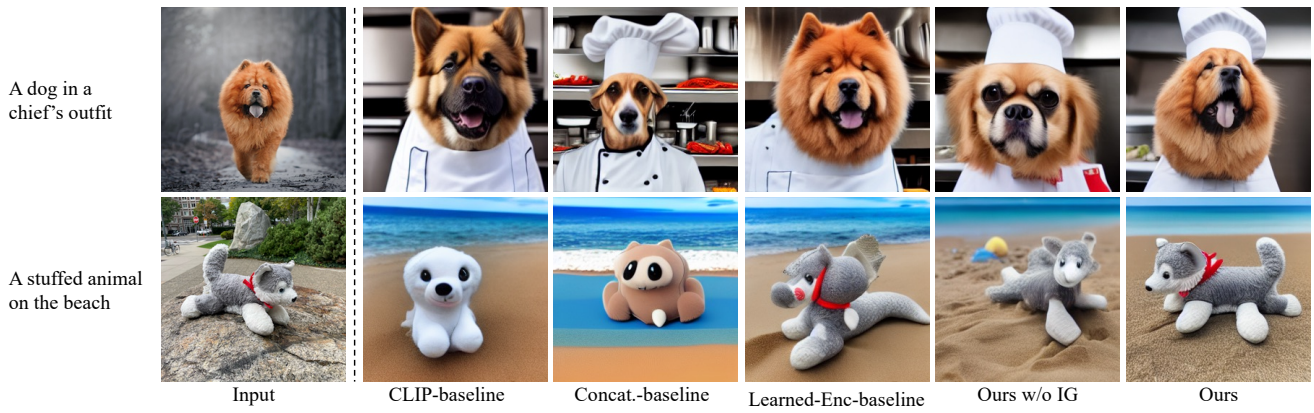 A dog in a
chief's outfit
A stuffed animal
on the beach
Input
CLIP-baseline
Concat.-baseline
Learned-Enc-baseline
Ours w/o IG
Ours